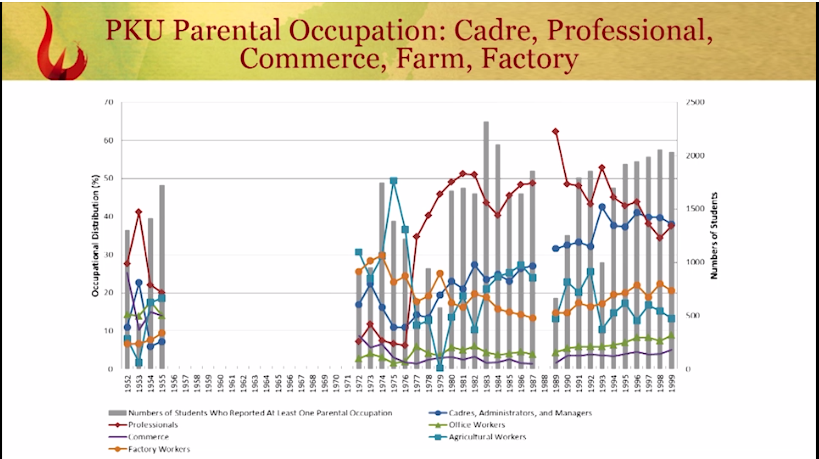 PKU Parental Occupation: Cadre, Professional,
Commerce, Farm, Factory
70
60
50
40
30
20
10
0
Occupational Distribution (%)
2500
2000
1500
1000
500
0
Numbers of Students
1952 1953 1954 1955 1956 1957 1958 1959 1960 1961 1962 1963 1964 1965 1966 1967 1968 1969 1970 1971 1972 1973 1974 1975 1976 1977 1978 1979 1980 1981 1982 1983 1984 1985 1986 1987 1988 1989 1990 1991 1992 1993 1994 1995 1996 1997 1998 1999
Numbers of Students Who Reported At Least One Parental Occupation
Cadres, Administrators, and Managers
Professionals
Office Workers
Commerce
Agricultural Workers
Factory Workers